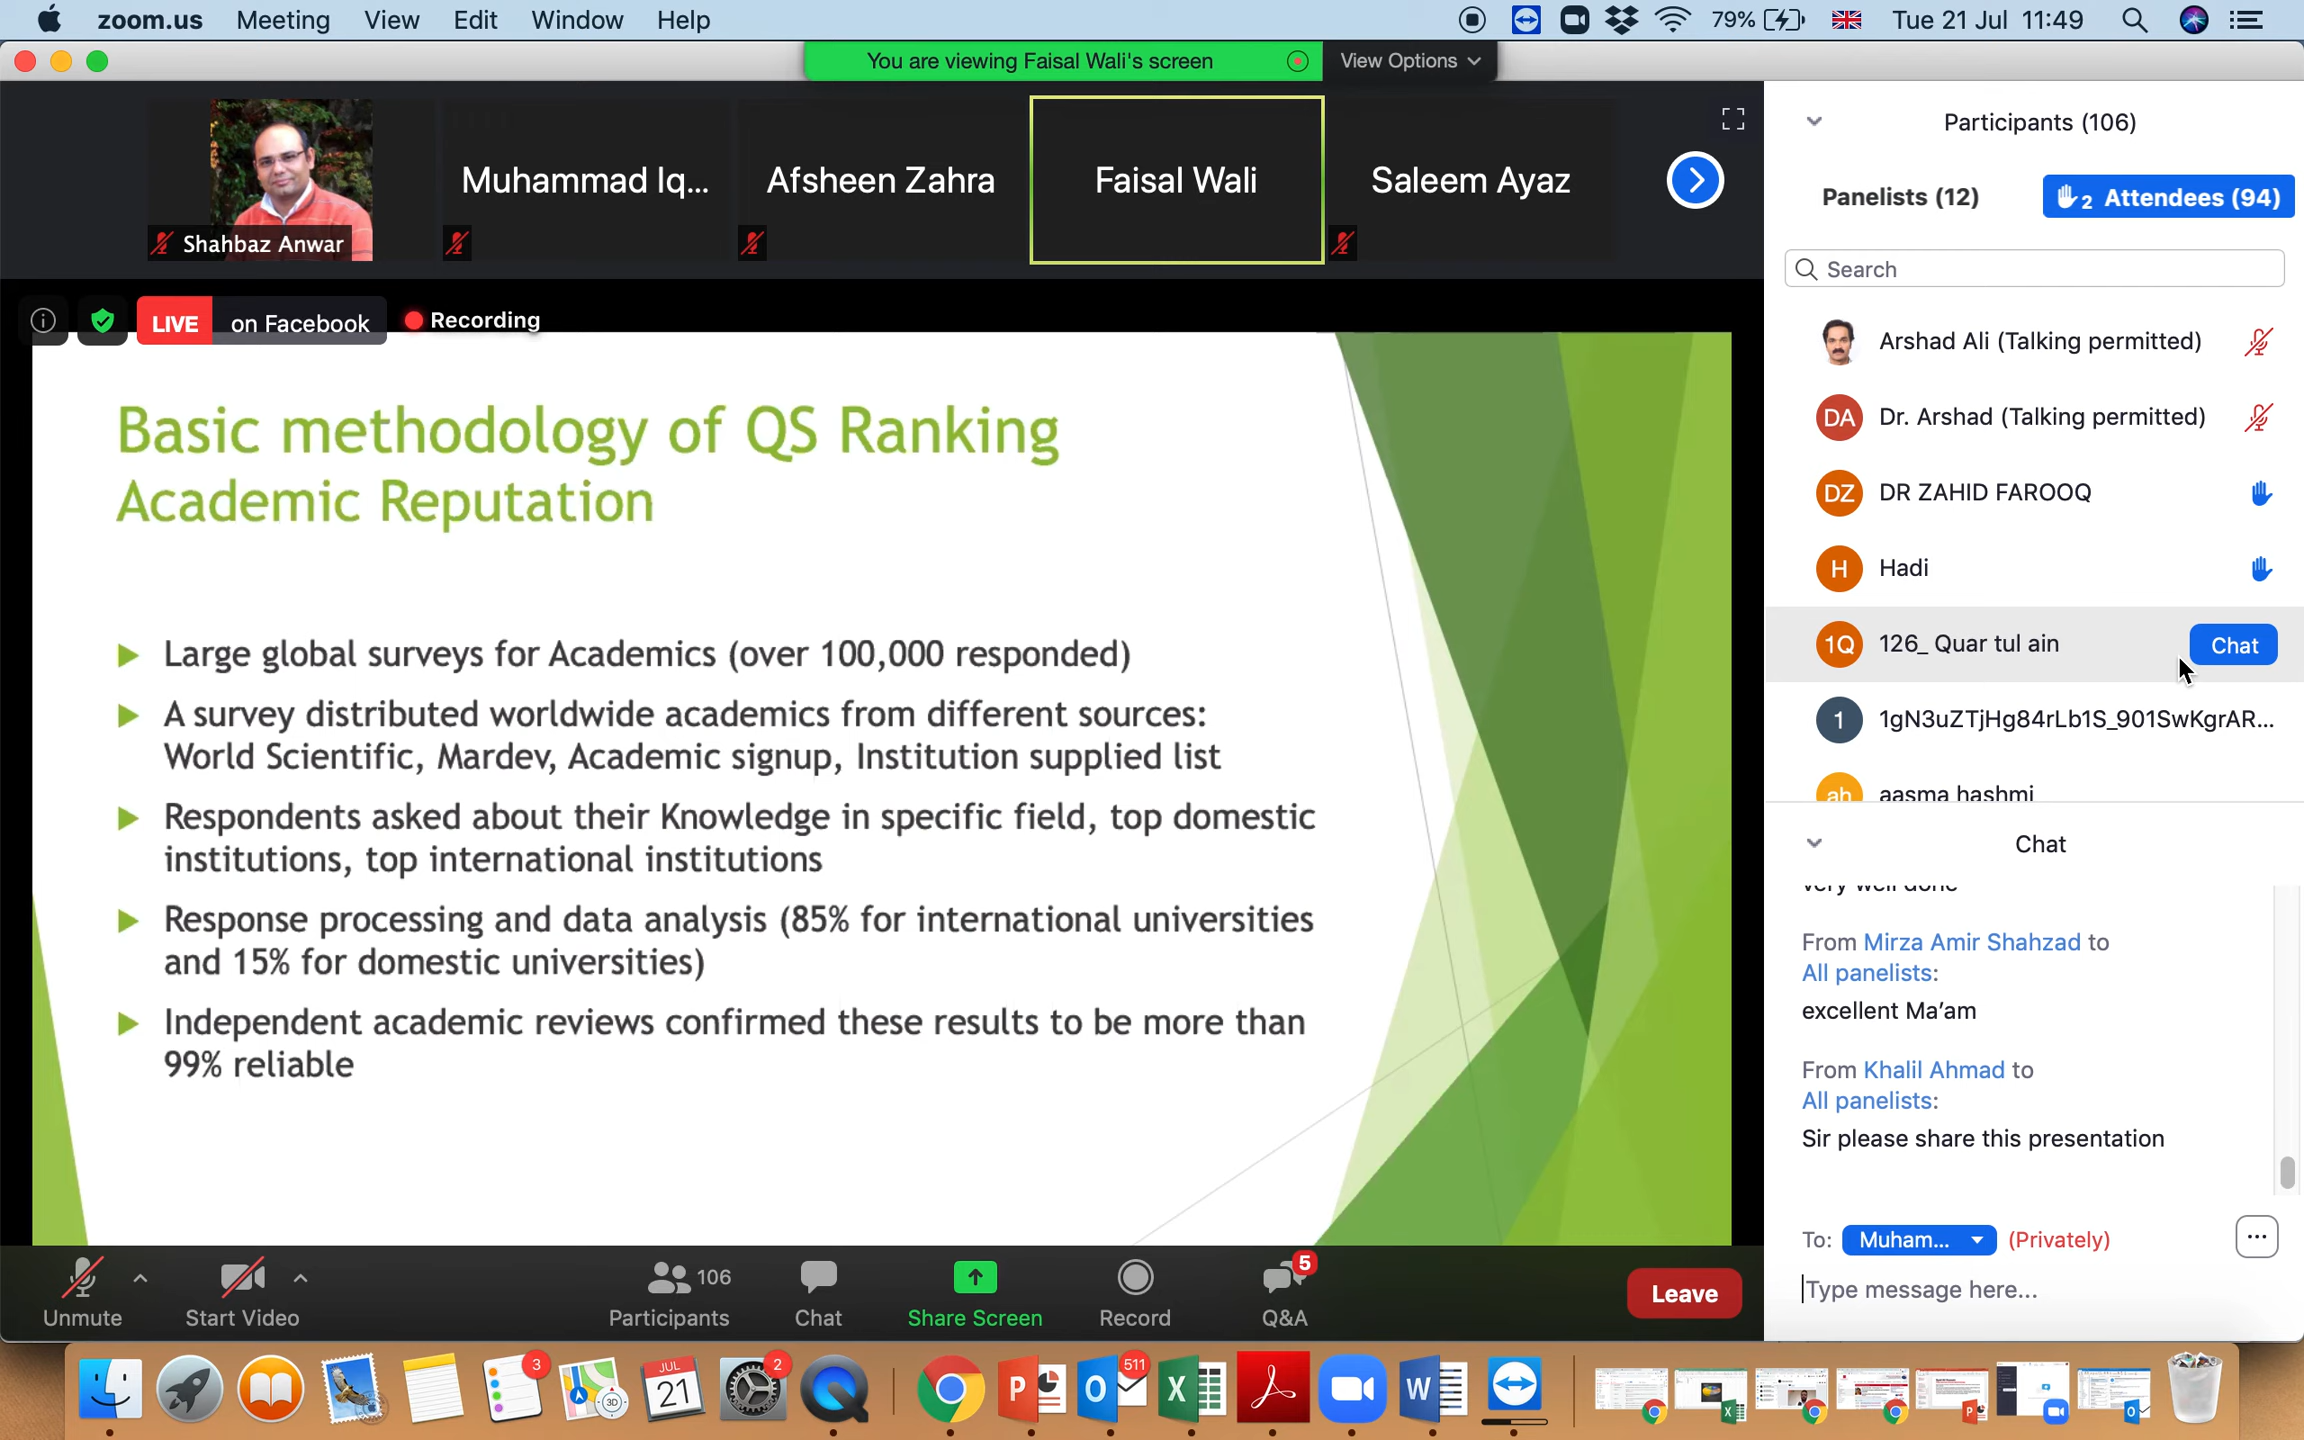 zoom.us Meeting View Edit Window Help 79% Tue 21 Jul 11:49
You are viewing Faisal Wali's screen View Options
Shahbaz Anwar
Muhammad Iq...
Afsheen Zahra
Faisal Wali
Saleem Ayaz
LIVE on Facebook Recording
Basic methodology of QS Ranking
Academic Reputation
Large global surveys for Academics (over 100,000 responded)
A survey distributed worldwide academics from different sources:
World Scientific, Mardev, Academic signup, Institution supplied list
Respondents asked about their Knowledge in specific field, top domestic
institutions, top international institutions
Response processing and data analysis (85% for international universities
and 15% for domestic universities)
Independent academic reviews confirmed these results to be more than
99% reliable
Participants (106)
Panelists (12) 2 Attendees (94)
Search
Arshad Ali (Talking permitted)
DA Dr. Arshad (Talking permitted)
DZ DR ZAHID FAROOQ
H Hadi
1Q 126_ Quar tul ain Chat
1 1gN3uZTjHg84rLb1S_901SwKgrAR...
ah aasma hashmi
Chat
very well done
From Mirza Amir Shahzad to
All panelists:
excellent Ma'am
From Khalil Ahmad to
All panelists:
Sir please share this presentation
To: Muham... (Privately)
Type message here...
Unmute Start Video 106 Participants Chat Share Screen Record 5 Q&A Leave
3 3D JUL 21 2 P 511 O X W